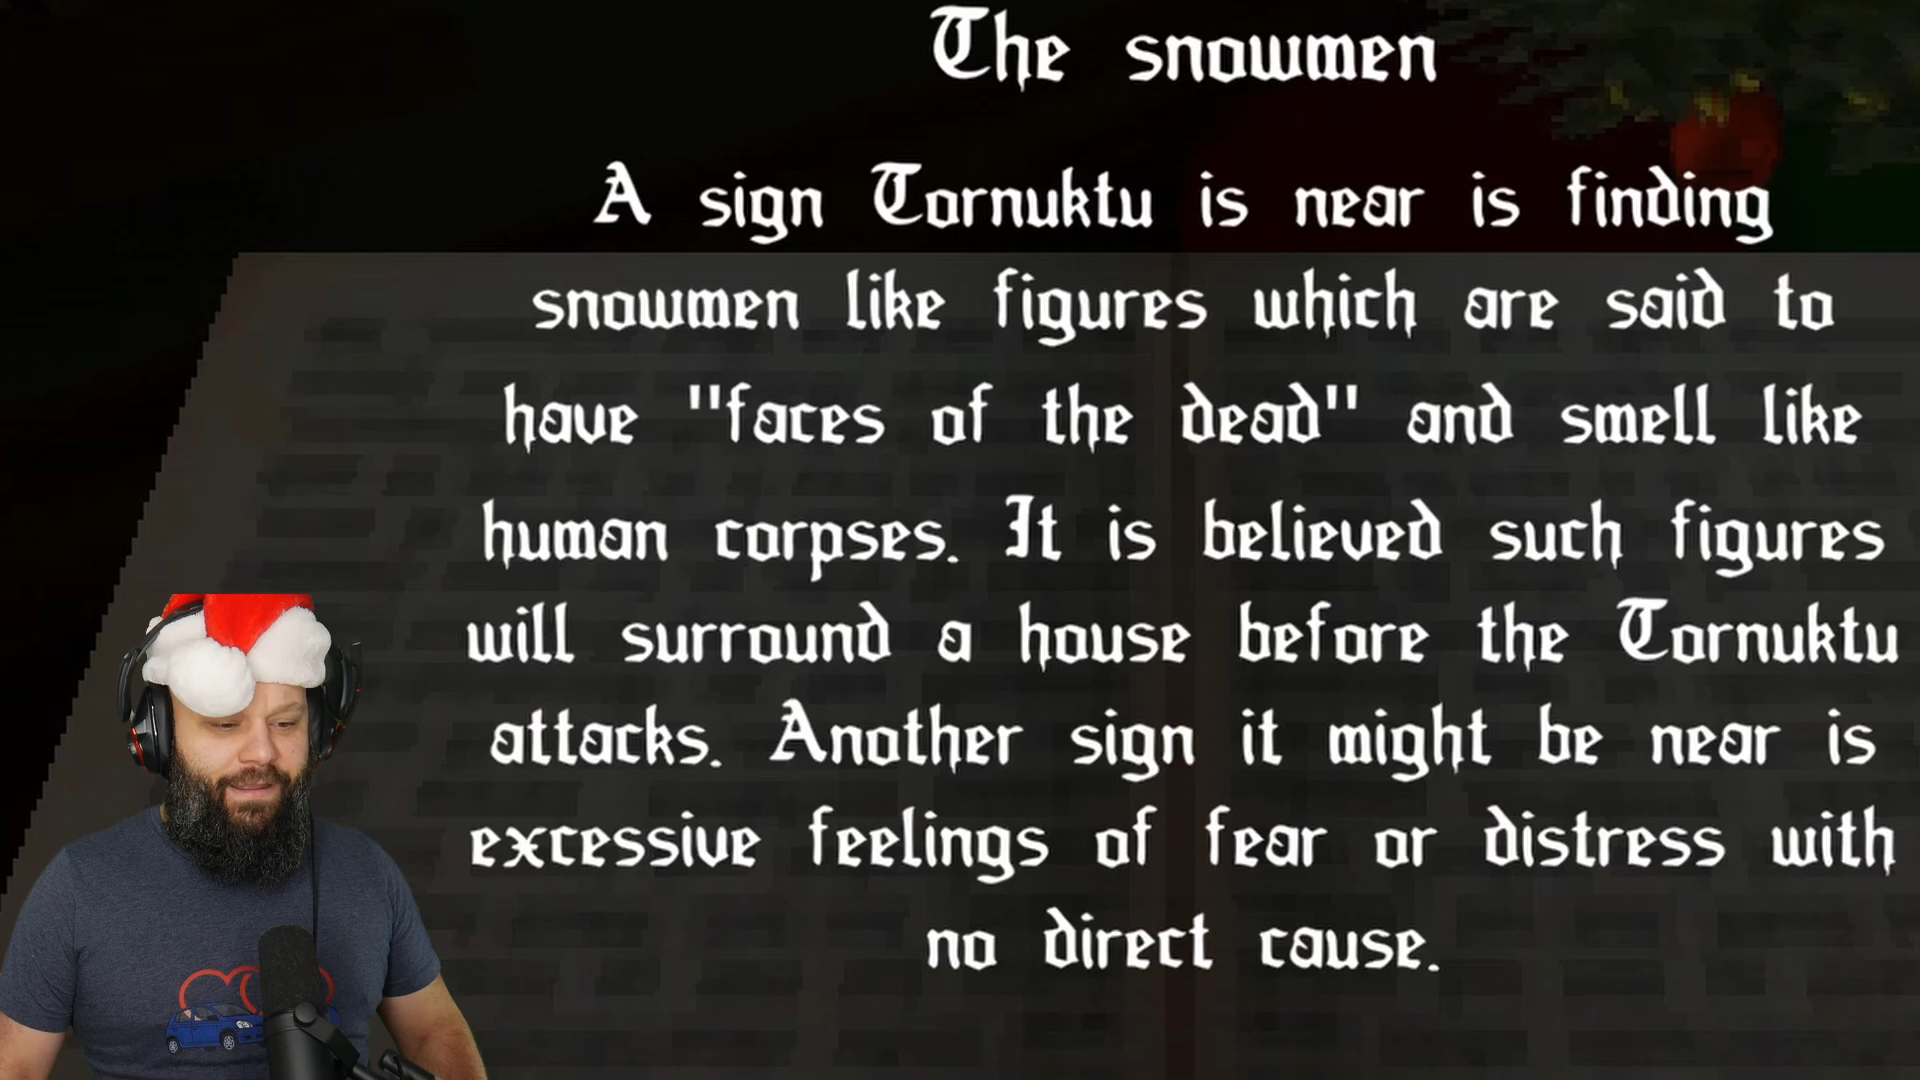 The snowmen
A sign Tornuktu is near is finding
snowmen like figures which are said to
have "faces of the dead" and smell like
human corpses. It is believed such figures
will surround a house before the Tornuktu
attacks. Another sign it might be near is
excessive feelings of fear or distress with
no direct cause.